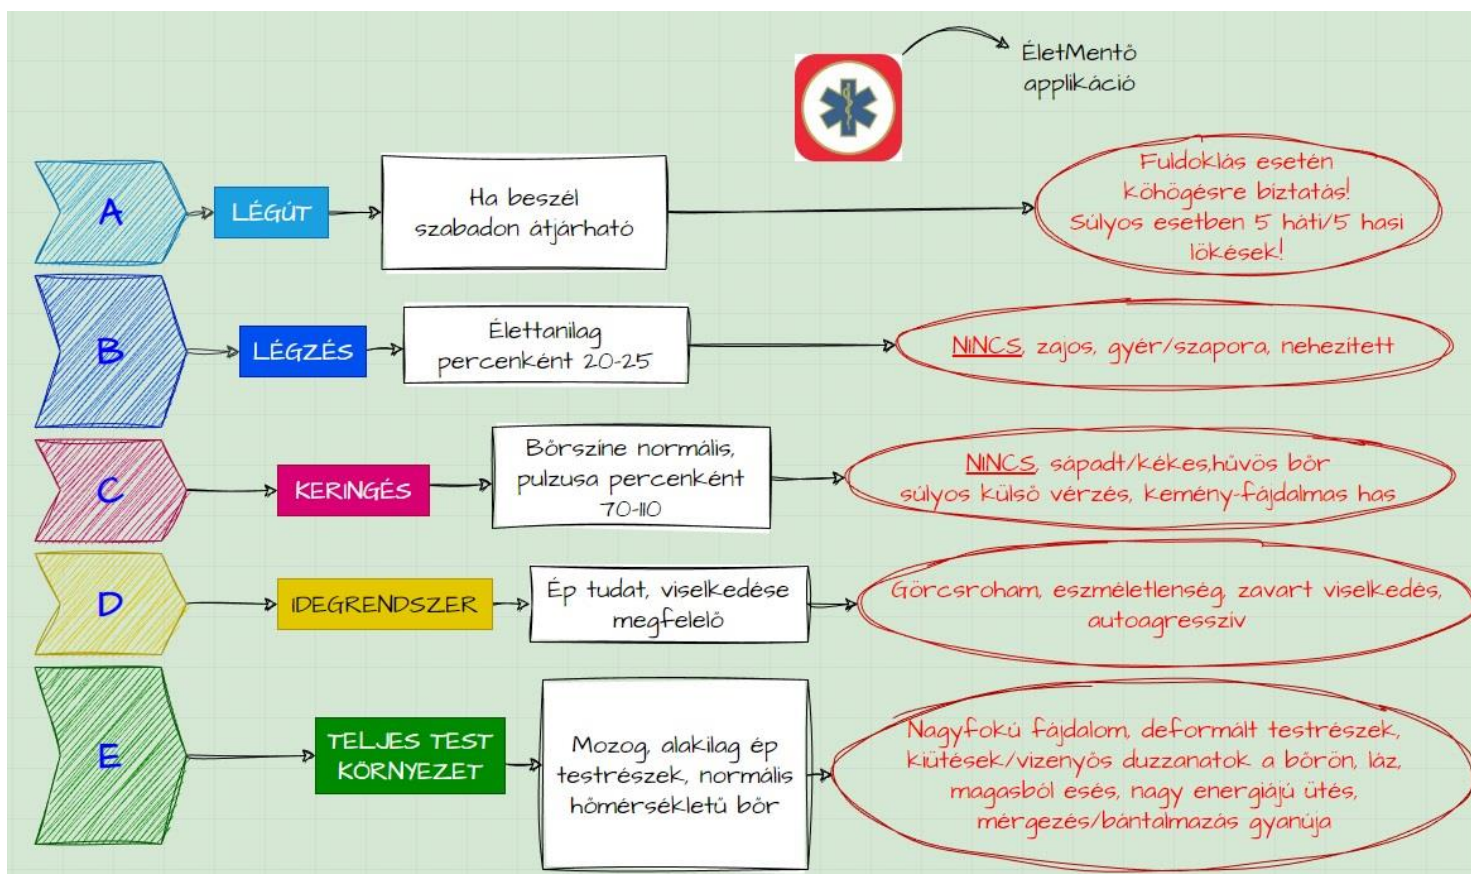 ÉletMentő
applikáció
A
LÉGÚT
Ha beszél
szabadon átjárható
Fuldoklás esetén
köhögésre biztatás!
Súlyos esetben 5 háti/5 hasi
lökések!
B
LÉGZÉS
Élettanilag
percenként 20-25
NINCS, zajos, gyér/szapora, nehezített
C
KERINGÉS
Bőrszíne normális,
pulzusa percenként
70-110
NINCS, sápadt/kékes,hűvös bőr
súlyos külső vérzés, kemény-fájdalmas has
D
IDEGRENDSZER
Ép tudat, viselkedése
megfelelő
Görcsroham, eszméletlenség, zavart viselkedés,
autoagresszív
E
TELJES TEST
KÖRNYEZET
Mozog, alakilag ép
testrészek, normális
hőmérsékletű bőr
Nagyfokú fájdalom, deformált testrészek,
kiütések/vizenyős duzzanatok a bőrön, láz,
magasból esés, nagy energiájú ütés,
mérgezés/bántalmazás gyanúja